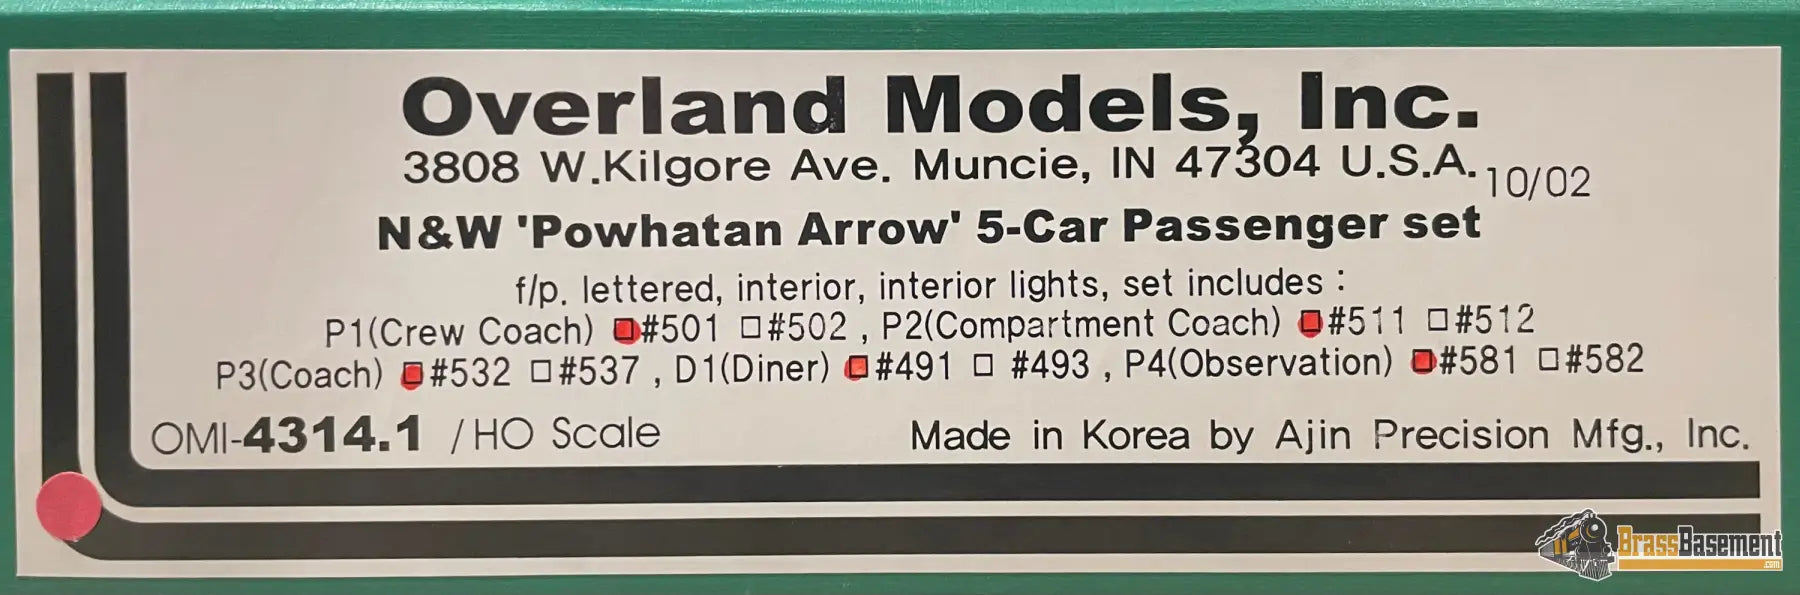 Overland Models, Inc.
3808 W.Kilgore Ave. Muncie, IN 47304 U.S.A. 10/02
N&W 'Powhatan Arrow' 5-Car Passenger set
f/p. lettered, interior, interior lights, set includes :
P1(Crew Coach) □#501 □#502 , P2(Compartment Coach) □#511 □#512
P3(Coach) □#532 □#537 , D1(Diner) □#491 □ #493 , P4(Observation) □#581 □#582
OMI-4314.1 /HO Scale Made in Korea by Ajin Precision Mfg., Inc.
BrassBasement
.com